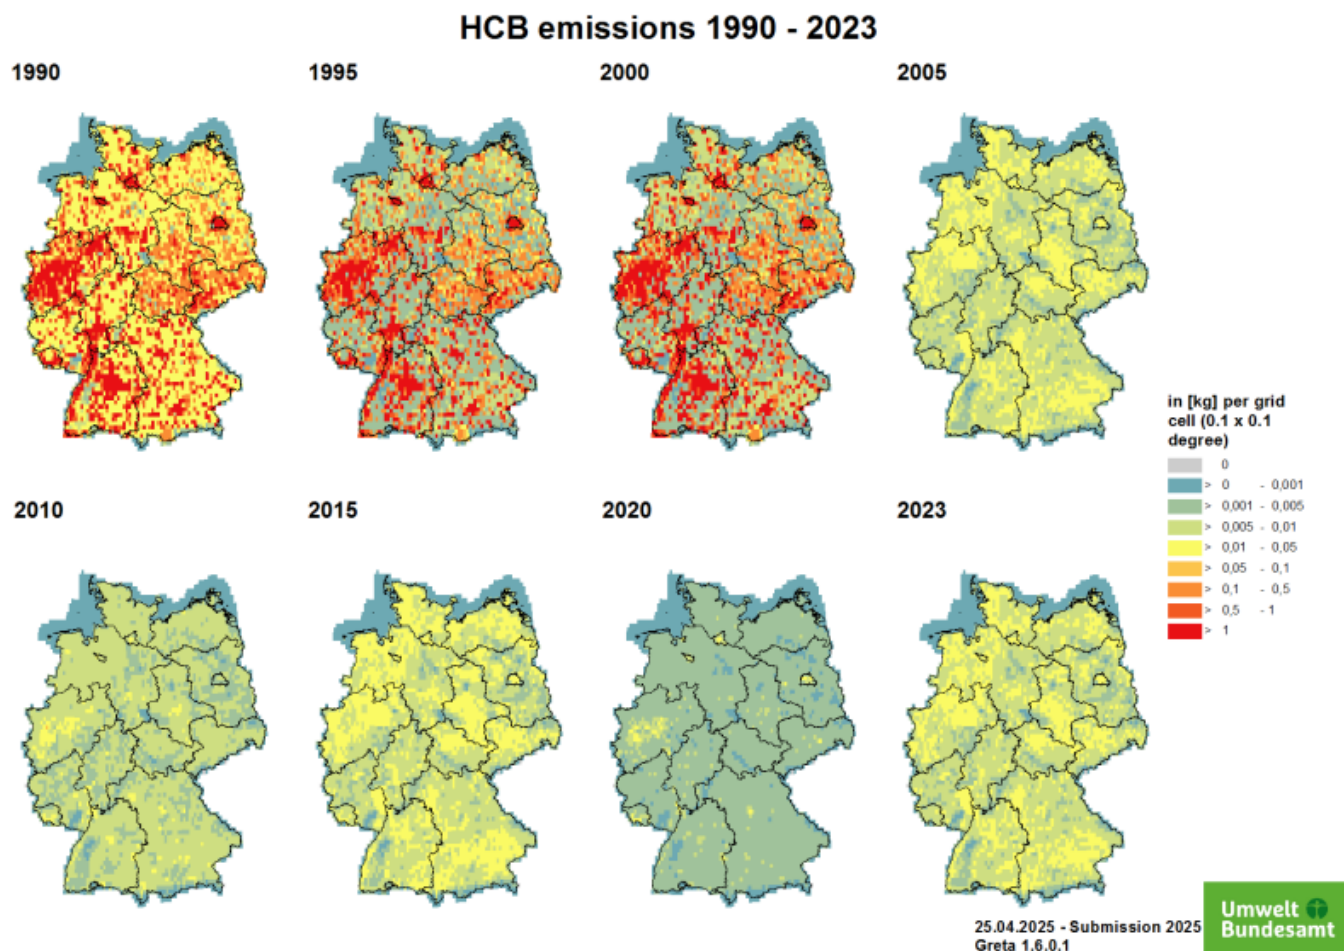 HCB emissions 1990 - 2023
1990
1995
2000
2005
2010
2015
2020
2023
in [kg] per grid
cell (0.1 x 0.1
degree)
0
> 0 - 0,001
> 0,001 - 0,005
> 0,005 - 0,01
> 0,01 - 0,05
> 0,05 - 0,1
> 0,1 - 0,5
> 0,5 - 1
> 1
25.04.2025 - Submission 2025
Greta 1.6.0.1
Umwelt
Bundesamt